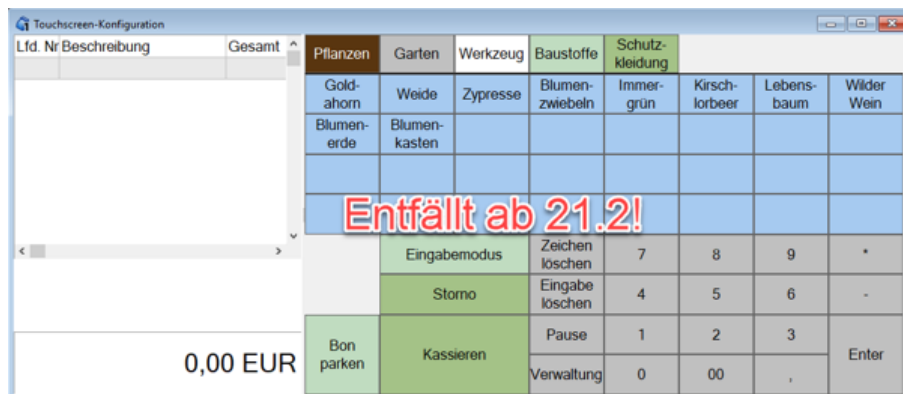 Touchscreen-Konfiguration
Lfd. Nr Beschreibung Gesamt
Pflanzen Garten Werkzeug Baustoffe Schutz-
kleidung
Gold-
ahorn
Weide
Zypresse
Blumen-
zwiebeln
Immer-
grün
Kirsch-
lorbeer
Lebens-
baum
Wilder
Wein
Blumen-
erde
Blumen-
kasten
Entfällt ab 21.2!
Eingabemodus
Zeichen
löschen
7 8 9 *
Storno
Eingabe
löschen
4 5 6 -
Bon
parken
Kassieren
Pause
1 2 3
Enter
Verwaltung
0 00 ,
0,00 EUR